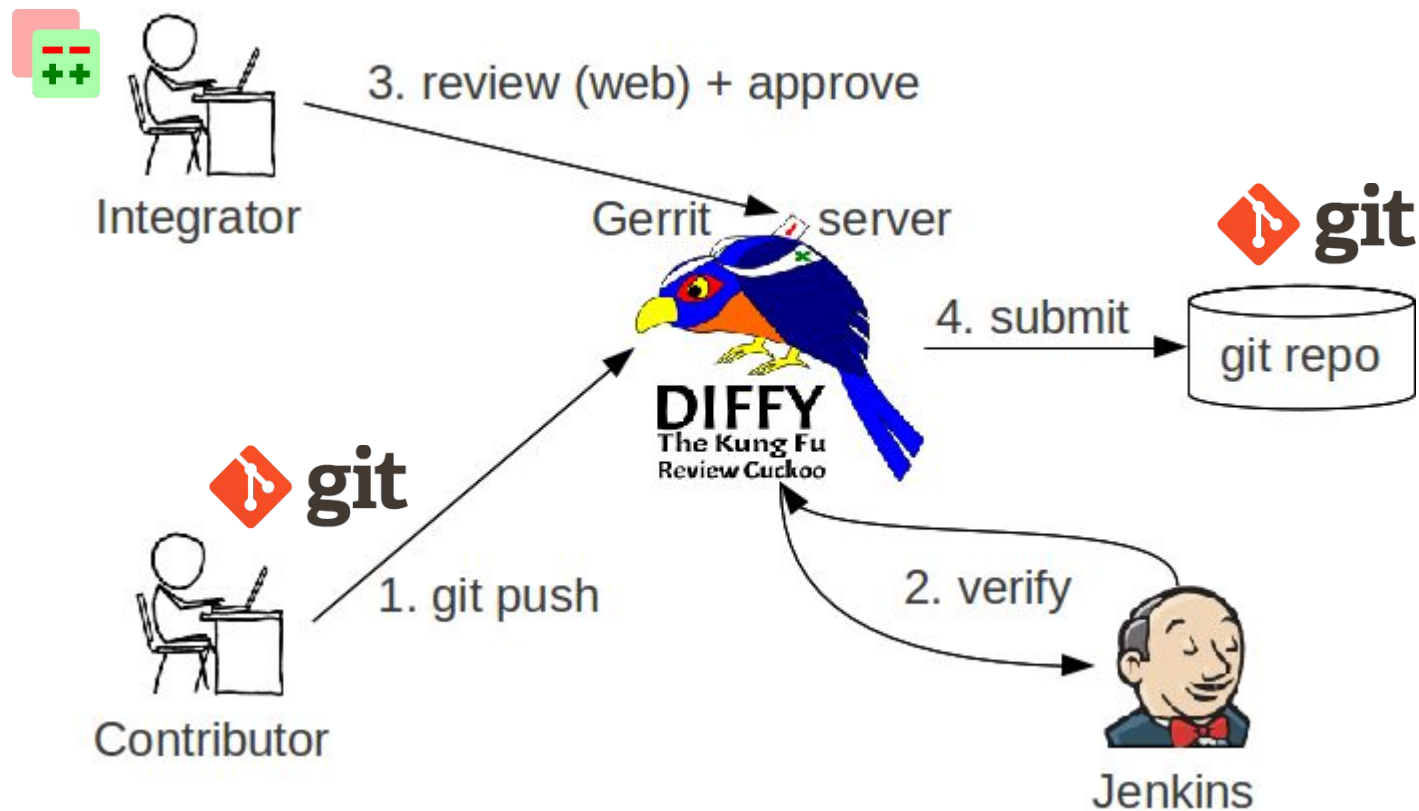 3. review (web) + approve
Integrator
Gerrit server
git
4. submit
git repo
DIFFY
The Kung Fu
Review Cuckoo
git
1. git push
2. verify
Contributor
Jenkins